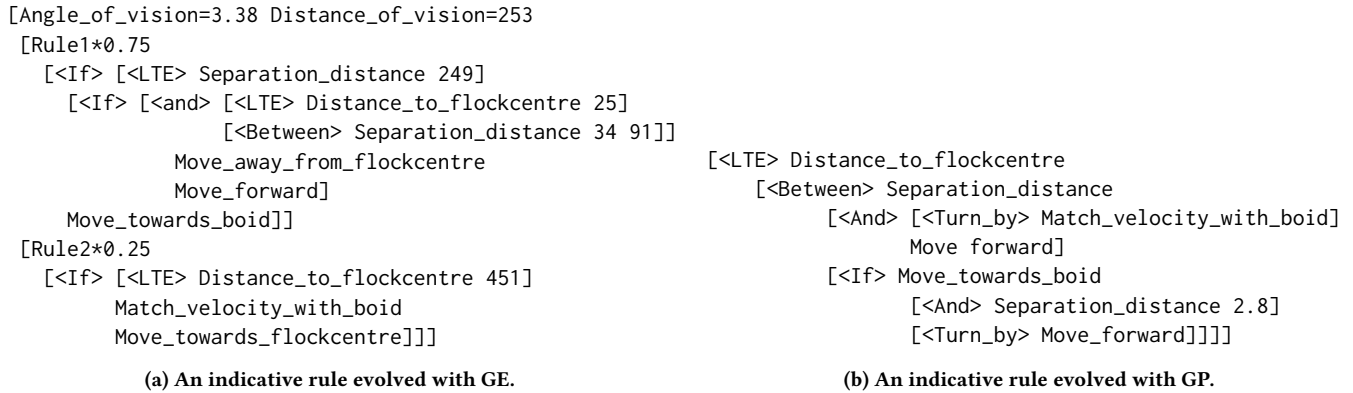 [Angle_of_vision=3.38 Distance_of_vision=253
[Rule1*0.75
[<If> [<LTE> Separation_distance 249]
[<If> [<and> [<LTE> Distance_to_flockcentre 25]
[<Between> Separation_distance 34 91]]
Move_away_from_flockcentre
Move_forward]
Move_towards_boid]]
[Rule2*0.25
[<If> [<LTE> Distance_to_flockcentre 451]
Match_velocity_with_boid
Move_towards_flockcentre]]]
(a) An indicative rule evolved with GE.
[<LTE> Distance_to_flockcentre
[<Between> Separation_distance
[<And> [<Turn_by> Match_velocity_with_boid]
Move forward]
[<If> Move_towards_boid
[<And> Separation_distance 2.8]
[<Turn_by> Move_forward]]]]
(b) An indicative rule evolved with GP.